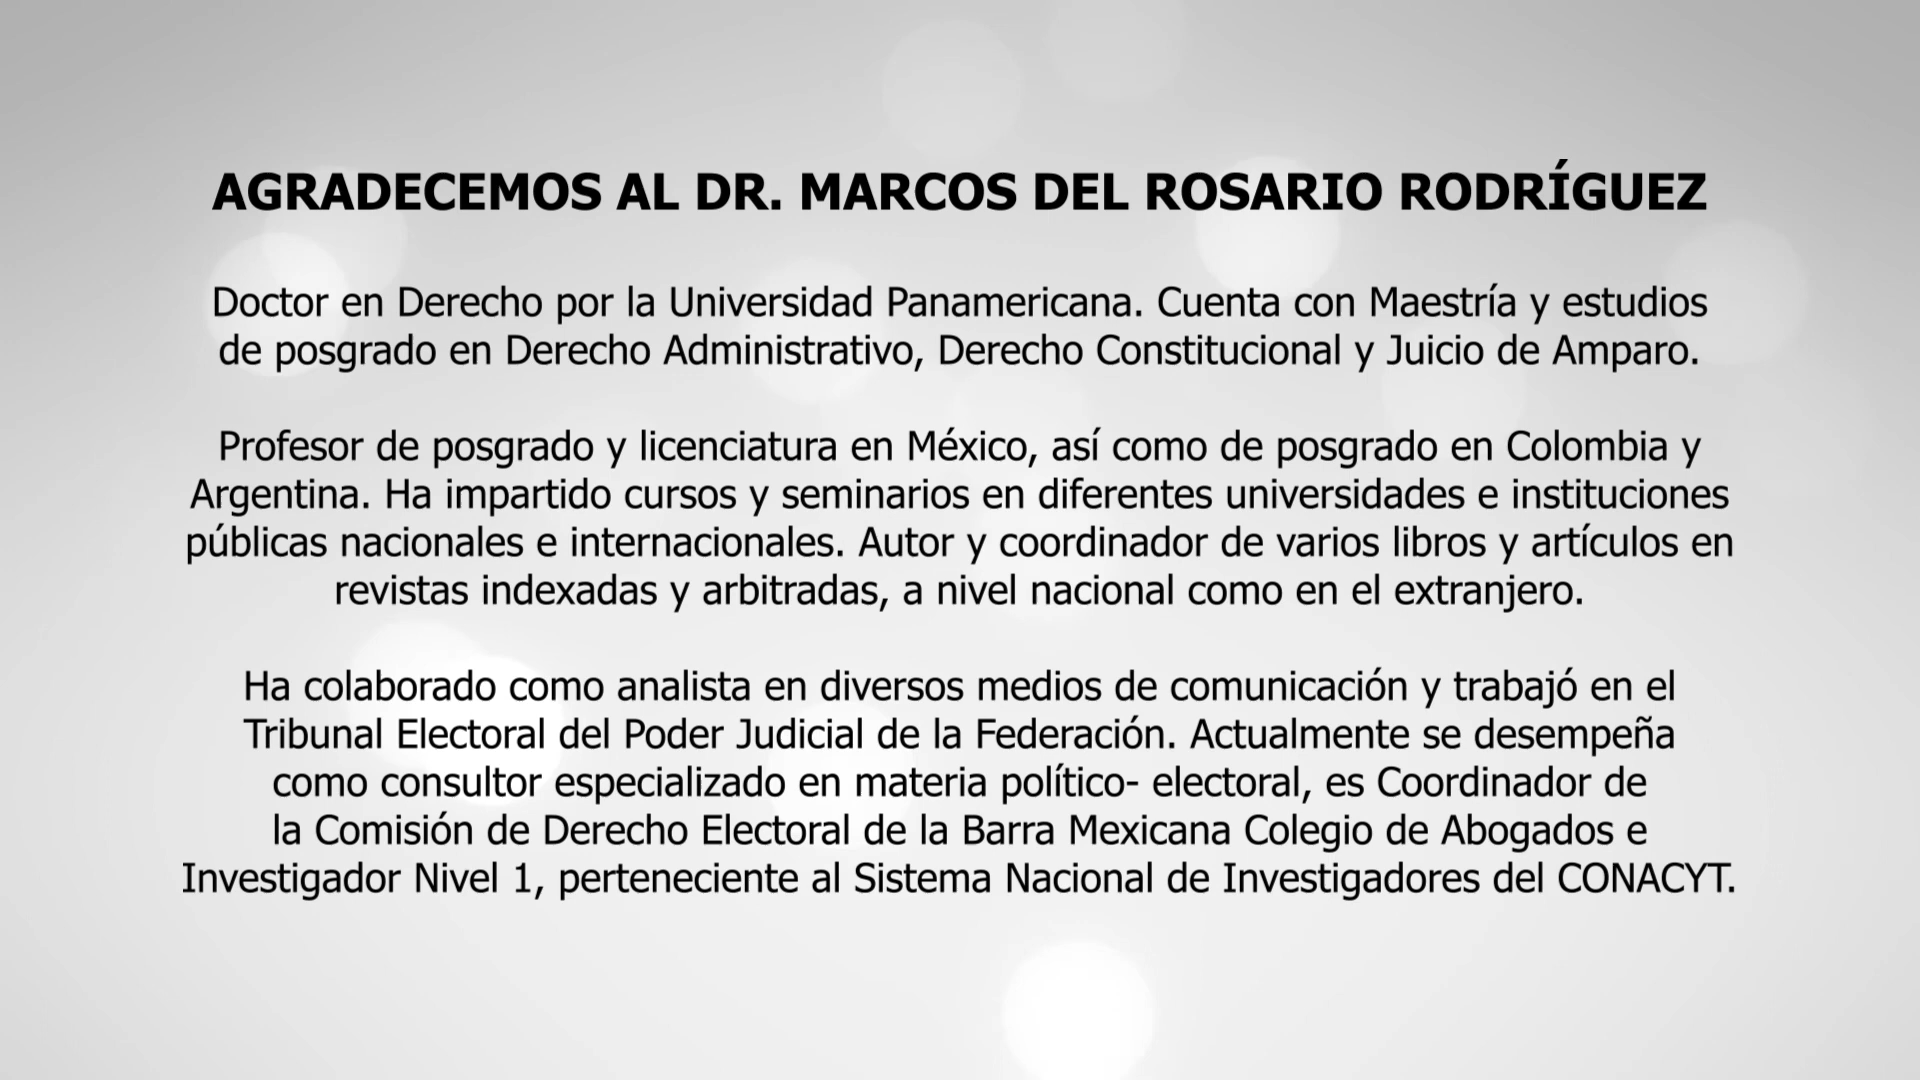 AGRADECEMOS AL DR. MARCOS DEL ROSARIO RODRÍGUEZ
Doctor en Derecho por la Universidad Panamericana. Cuenta con Maestría y estudios
de posgrado en Derecho Administrativo, Derecho Constitucional y Juicio de Amparo.
Profesor de posgrado y licenciatura en México, así como de posgrado en Colombia y
Argentina. Ha impartido cursos y seminarios en diferentes universidades e instituciones
públicas nacionales e internacionales. Autor y coordinador de varios libros y artículos en
revistas indexadas y arbitradas, a nivel nacional como en el extranjero.
Ha colaborado como analista en diversos medios de comunicación y trabajó en el
Tribunal Electoral del Poder Judicial de la Federación. Actualmente se desempeña
como consultor especializado en materia político- electoral, es Coordinador de
la Comisión de Derecho Electoral de la Barra Mexicana Colegio de Abogados e
Investigador Nivel 1, perteneciente al Sistema Nacional de Investigadores del CONACYT.